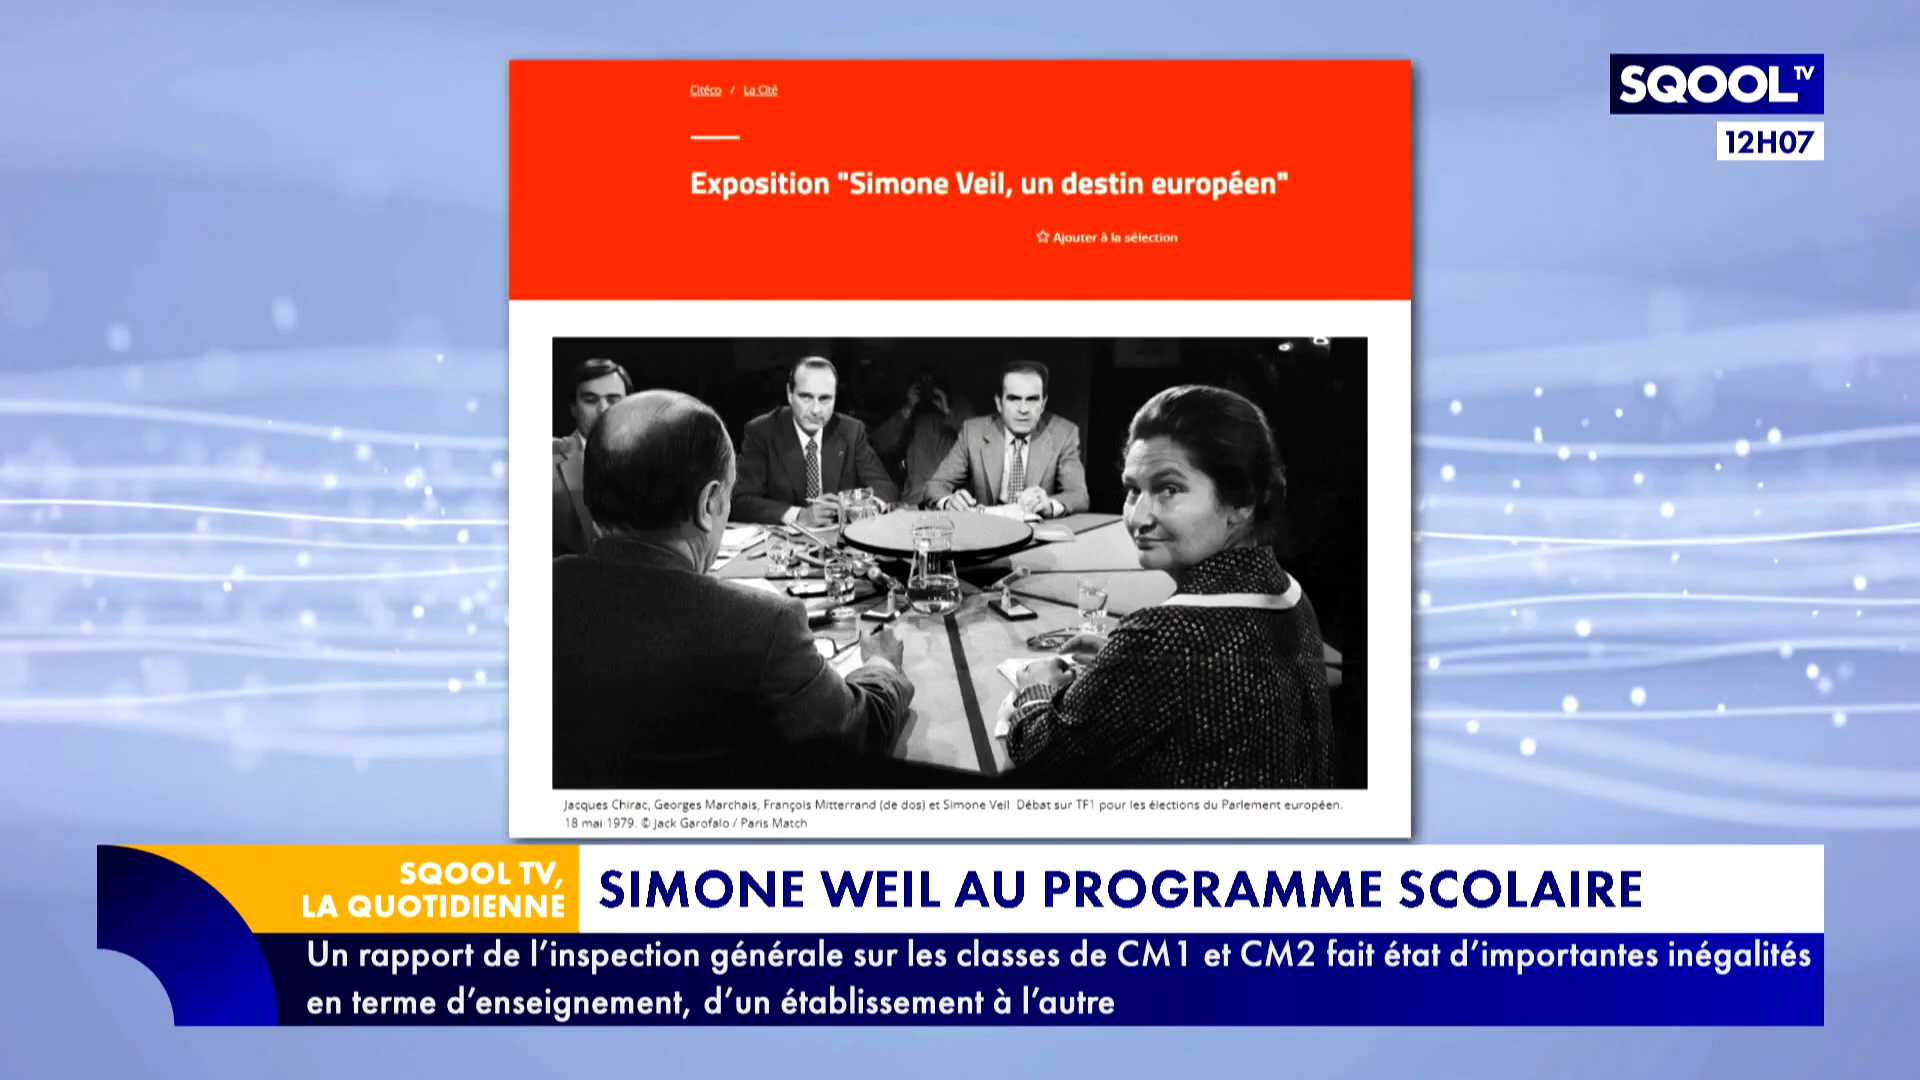 SQOOL TV
12H07
Citéco / La Cité
Exposition "Simone Veil, un destin européen"
Ajouter à la sélection
Jacques Chirac, Georges Marchais, François Mitterrand (de dos) et Simone Veil Débat sur TF1 pour les élections du Parlement européen.
18 mai 1979. © Jack Garofalo / Paris Match
SQOOL TV,
LA QUOTIDIENNE
SIMONE WEIL AU PROGRAMME SCOLAIRE
Un rapport de l'inspection générale sur les classes de CM1 et CM2 fait état d'importantes inégalités
en terme d'enseignement, d'un établissement à l'autre